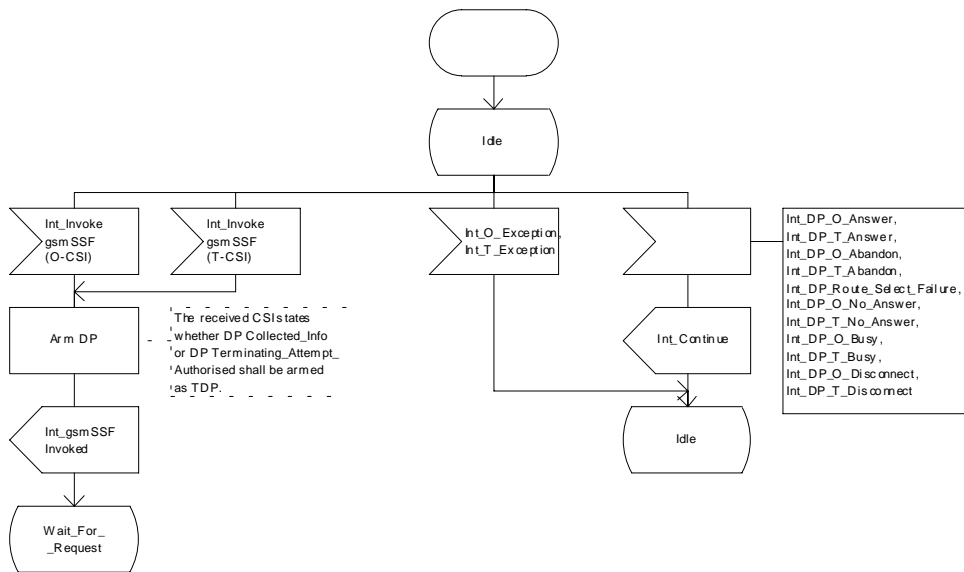 Idle
Int_Invoke
gsmSSF
(O-CSI)
Int_Invoke
gsmSSF
(T-CSI)
Int_O_Exception,
Int_T_Exception
Int_DP_O_Answer,
Int_DP_T_Answer,
Int_DP_O_Abandon,
Int_DP_T_Abandon,
Int_DP_Route_Select_Failure,
Int_DP_O_No_Answer,
Int_DP_T_No_Answer,
Int_DP_O_Busy,
Int_DP_T_Busy,
Int_DP_O_Disconnect,
Int_DP_T_Disconnect
Arm DP
The received CSI states
whether DP Collected_Info
or DP Terminating_Attempt_
Authorised shall be armed
as TDP.
Int_Continue
Int_gsmSSF
Invoked
Idle
Wait_For_
_Request